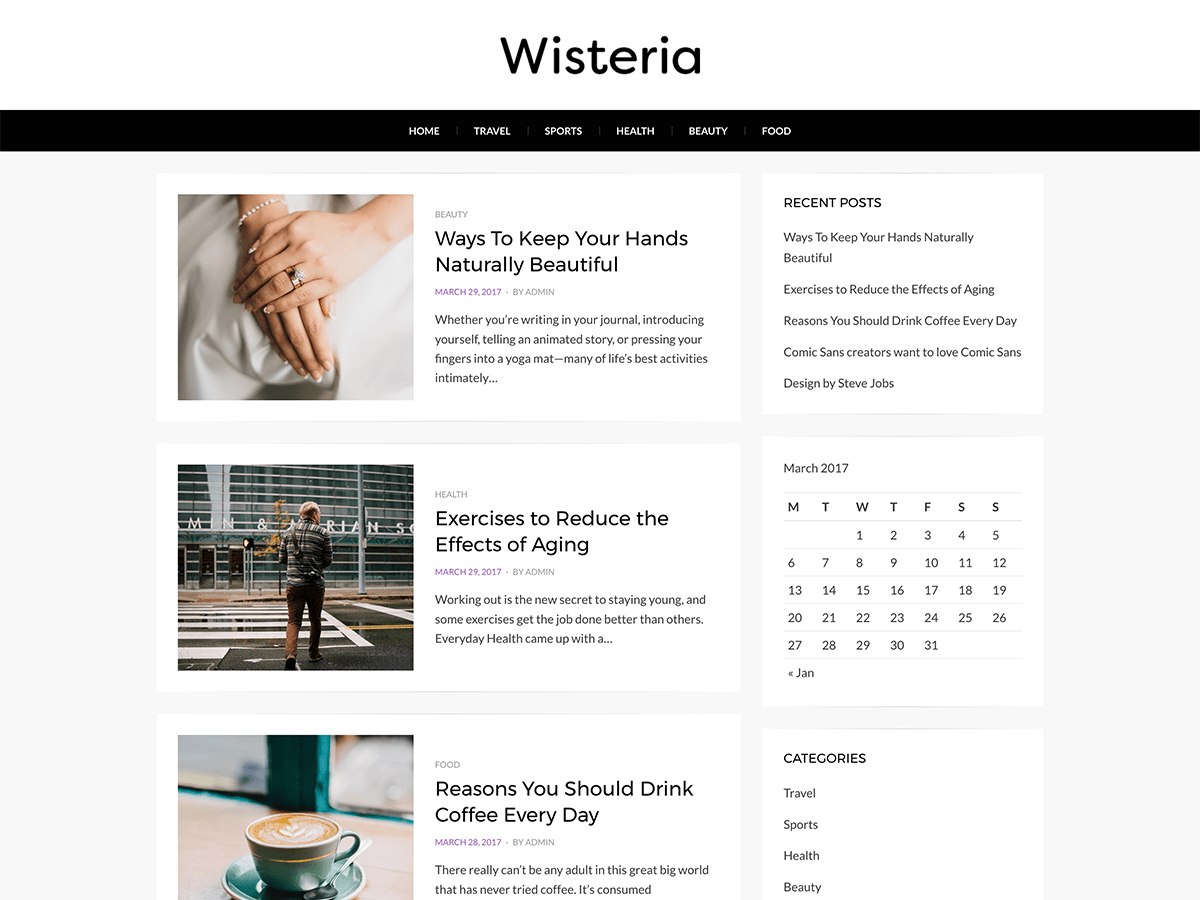 Wisteria
HOME
TRAVEL
SPORTS
HEALTH
BEAUTY
FOOD
BEAUTY
Ways To Keep Your Hands
Naturally Beautiful
MARCH 29, 2017 - BY ADMIN
Whether you’re writing in your journal, introducing
yourself, telling an animated story, or pressing your
fingers into a yoga mat—many of life’s best activities
intimately…
HEALTH
Exercises to Reduce the
Effects of Aging
MARCH 29, 2017 - BY ADMIN
Working out is the new secret to staying young, and
some exercises get the job done better than others.
Everyday Health came up with a…
MIN & MARIAN SC
FOOD
Reasons You Should Drink
Coffee Every Day
MARCH 28, 2017 - BY ADMIN
There really can’t be any adult in this great big world
that has never tried coffee. It’s consumed
RECENT POSTS
Ways To Keep Your Hands Naturally
Beautiful
Exercises to Reduce the Effects of Aging
Reasons You Should Drink Coffee Every Day
Comic Sans creators want to love Comic Sans
Design by Steve Jobs
March 2017
M T W T F S S
1 2 3 4 5
6 7 8 9 10 11 12
13 14 15 16 17 18 19
20 21 22 23 24 25 26
27 28 29 30 31
« Jan
CATEGORIES
Travel
Sports
Health
Beauty